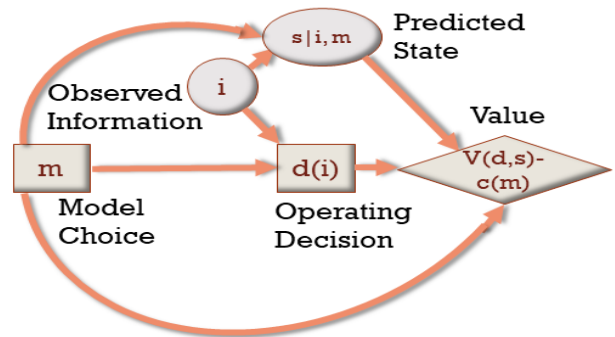 s|i, m
Predicted
State
i
Observed
Information
Value
m
d(i)
V(d,s)-
c(m)
Model
Choice
Operating
Decision